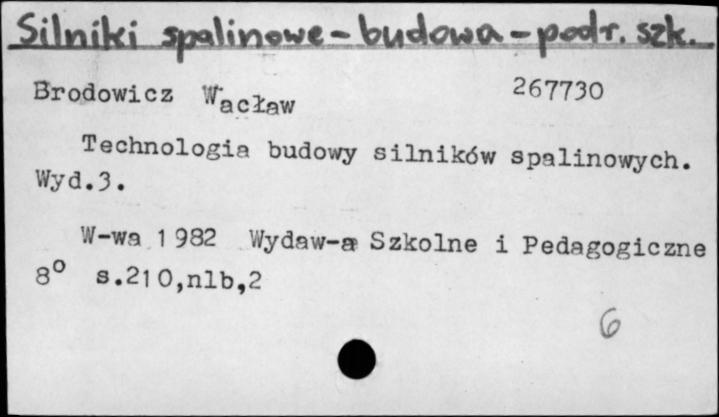 Silniki spalinowe - budowa - podr. szk.
Brodowicz Wacław 267730
Technologia budowy silników spalinowych.
Wyd.3.
W-wa 1982 Wydaw-a Szkolne i Pedagogiczne
8° s.210,nlb,2
6